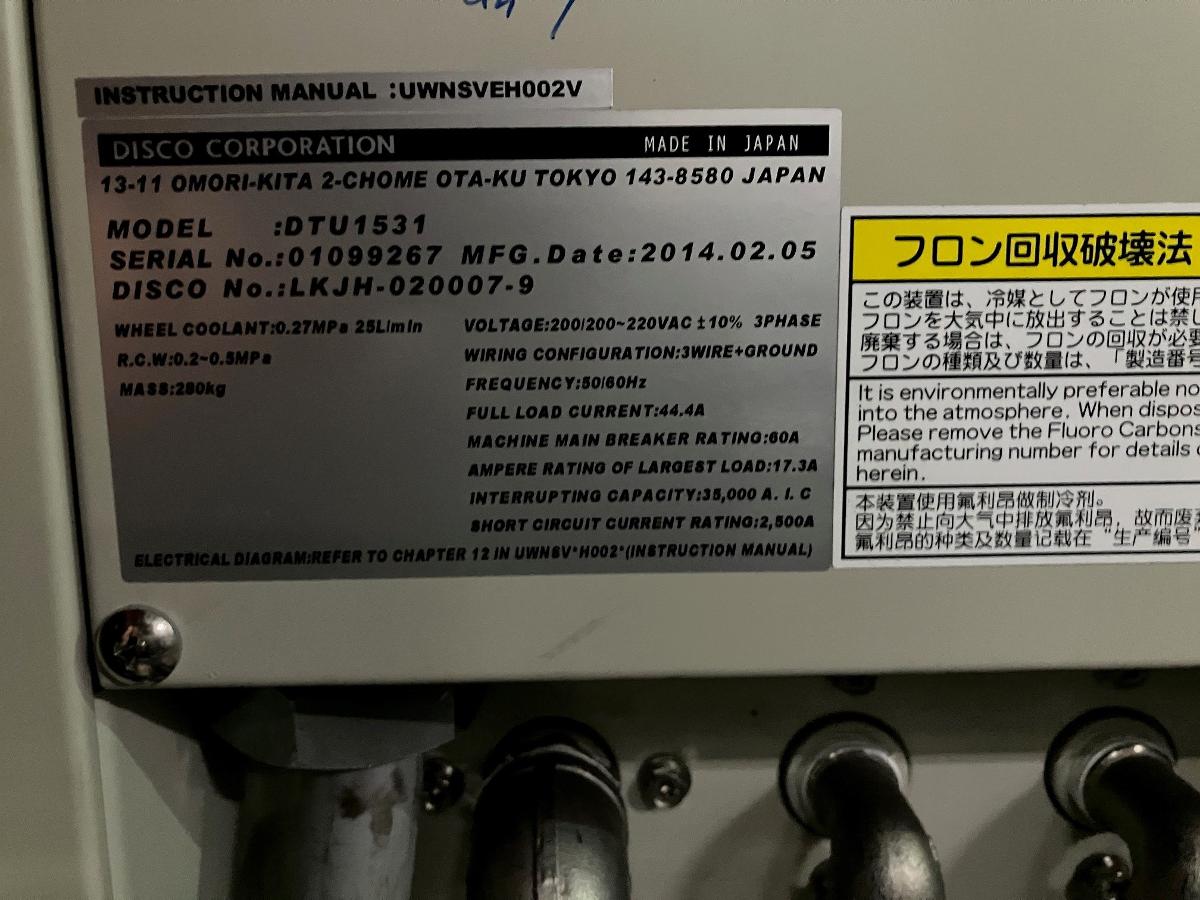 INSTRUCTION MANUAL :UWNSVEH002V
DISCO CORPORATION MADE IN JAPAN
13-11 OMORI-KITA 2-CHOME OTA-KU TOKYO 143-8580 JAPAN
MODEL :DTU1531
SERIAL No.:01099267 MFG.Date:2014.02.05
DISCO No.:LKJH-020007-9
WHEEL COOLANT:0.27MPa 25L/min
R.C.W:0.2~0.5MPa
MASS:280kg
VOLTAGE:200/200~220VAC ±10% 3PHASE
WIRING CONFIGURATION:3WIRE+GROUND
FREQUENCY:50/60Hz
FULL LOAD CURRENT:44.4A
MACHINE MAIN BREAKER RATING:60A
AMPERE RATING OF LARGEST LOAD:17.3A
INTERRUPTING CAPACITY:35,000 A. I. C
SHORT CIRCUIT CURRENT RATING:2,500A
ELECTRICAL DIAGRAM:REFER TO CHAPTER 12 IN UWNSV*H002*(INSTRUCTION MANUAL)
フロン回収破壊法
この装置は、冷媒としてフロンが使用
フロンを大気中に放出することは禁し
廃棄する場合は、フロンの回収が必要
フロンの種類及び数量は、「製造番号
It is environmentally preferable no
into the atmosphere. When dispos
Please remove the Fluoro Carbons
manufacturing number for details
herein.
本装置使用氟利昂做制冷剂。
因为禁止向大气中排放氟利昂，故而废弃
氟利昂的种类及数量记载在“生产编号”